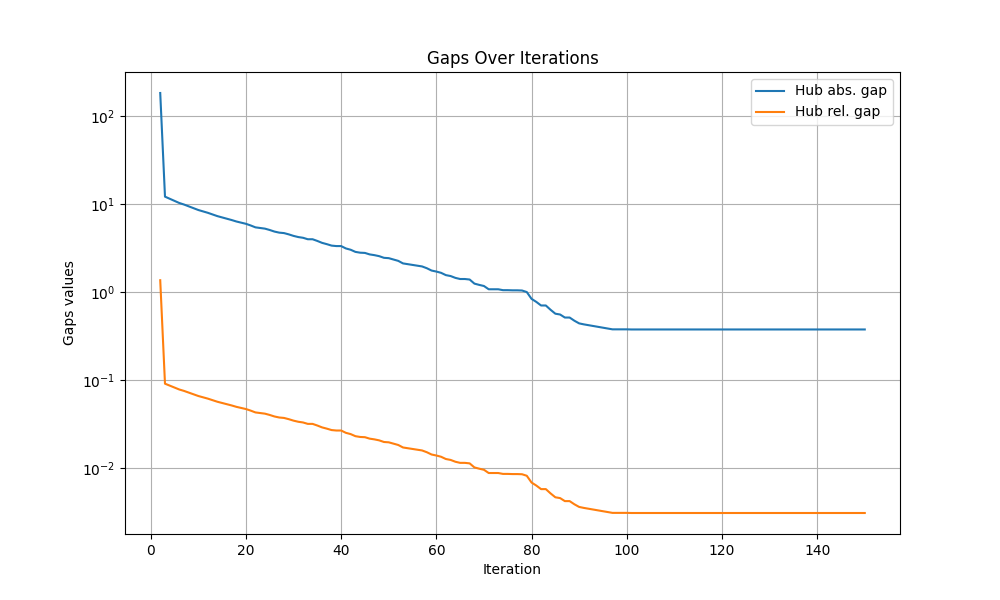 Gaps Over Iterations
Hub abs. gap
Hub rel. gap
Gaps values
10²
10¹
10⁰
10⁻¹
10⁻²
0 20 40 60 80 100 120 140
Iteration